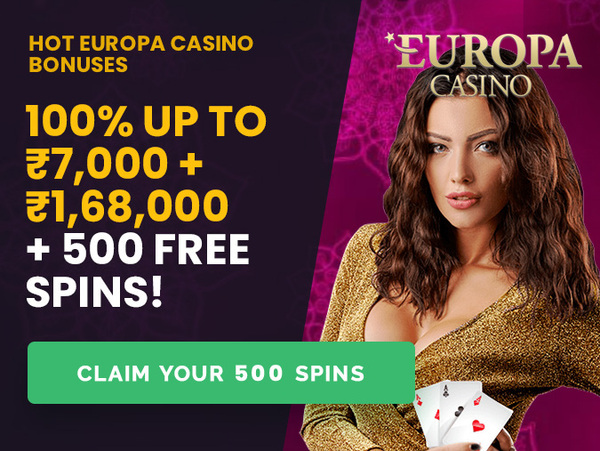 HOT EUROPA CASINO
BONUSES
EUROPA
CASINO
100% UP TO
₹7,000 +
₹1,68,000
+ 500 FREE
SPINS!
CLAIM YOUR 500 SPINS
A